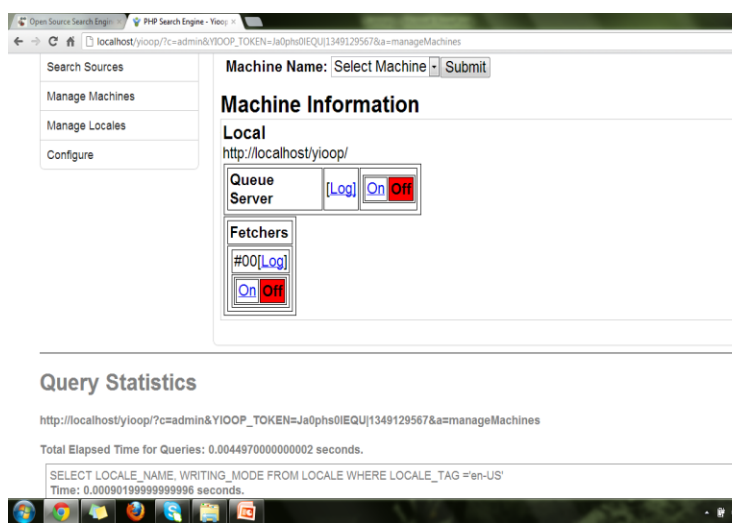 Open Source Search Engin
PHP Search Engine - Yioop
localhost/yioop/?c=admin&YIOOP_TOKEN=Ja0phs0IEQU|1349129567&a=manageMachines
Search Sources
Manage Machines
Manage Locales
Configure
Machine Name: Select Machine Submit
Machine Information
Local
http://localhost/yioop/
Queue
Server
[Log] On Off
Fetchers
#00[Log]
On Off
Query Statistics
http://localhost/yioop/?c=admin&YIOOP_TOKEN=Ja0phs0IEQU|1349129567&a=manageMachines
Total Elapsed Time for Queries: 0.0044970000000002 seconds.
SELECT LOCALE_NAME, WRITING_MODE FROM LOCALE WHERE LOCALE_TAG ='en-US'
Time: 0.00090199999999996 seconds.